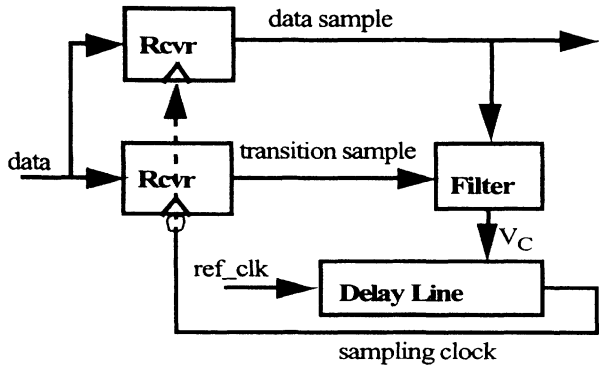 data sample
Rcvr
data
transition sample
Rcvr
Filter
V_C
ref_clk
Delay Line
sampling clock